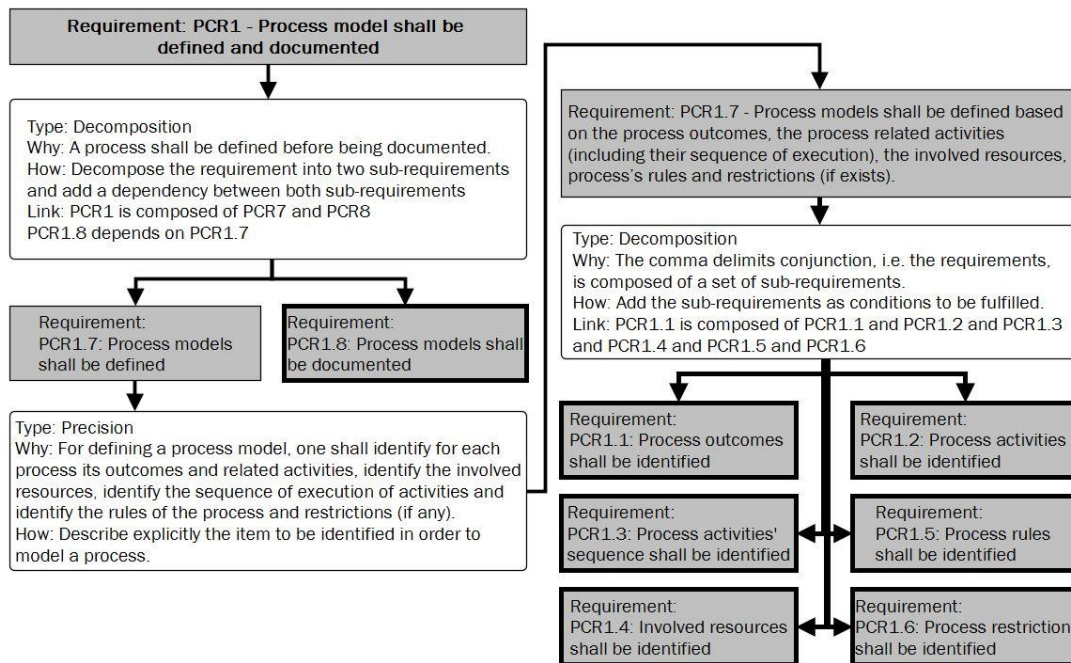 Requirement: PCR1 - Process model shall be
defined and documented
Type: Decomposition
Why: A process shall be defined before being documented.
How: Decompose the requirement into two sub-requirements
and add a dependency between both sub-requirements
Link: PCR1 is composed of PCR7 and PCR8
PCR1.8 depends on PCR1.7
Requirement:
PCR1.7: Process models
shall be defined
Requirement:
PCR1.8: Process models shall
be documented
Type: Precision
Why: For defining a process model, one shall identify for each
process its outcomes and related activities, identify the involved
resources, identify the sequence of execution of activities and
identify the rules of the process and restrictions (if any).
How: Describe explicitly the item to be identified in order to
model a process.
Requirement: PCR1.7 - Process models shall be defined based
on the process outcomes, the process related activities
(including their sequence of execution), the involved resources,
process's rules and restrictions (if exists).
Type: Decomposition
Why: The comma delimits conjunction, i.e. the requirements,
is composed of a set of sub-requirements.
How: Add the sub-requirements as conditions to be fulfilled.
Link: PCR1.1 is composed of PCR1.1 and PCR1.2 and PCR1.3
and PCR1.4 and PCR1.5 and PCR1.6
Requirement:
PCR1.1: Process outcomes
shall be identified
Requirement:
PCR1.2: Process activities
shall be identified
Requirement:
PCR1.3: Process activities'
sequence shall be identified
Requirement:
PCR1.5: Process rules
shall be identified
Requirement:
PCR1.4: Involved resources
shall be identified
Requirement:
PCR1.6: Process restriction
shall be identified